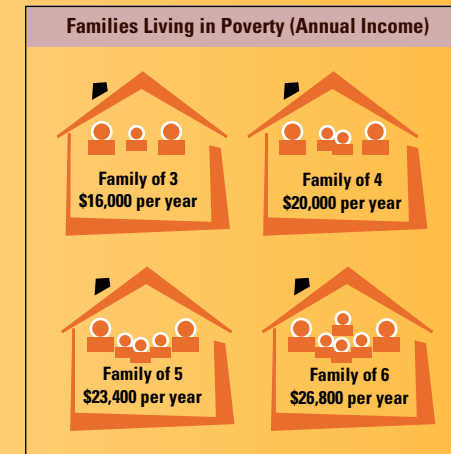 Families Living in Poverty (Annual Income)
Family of 3
$16,000 per year
Family of 4
$20,000 per year
Family of 5
$23,400 per year
Family of 6
$26,800 per year